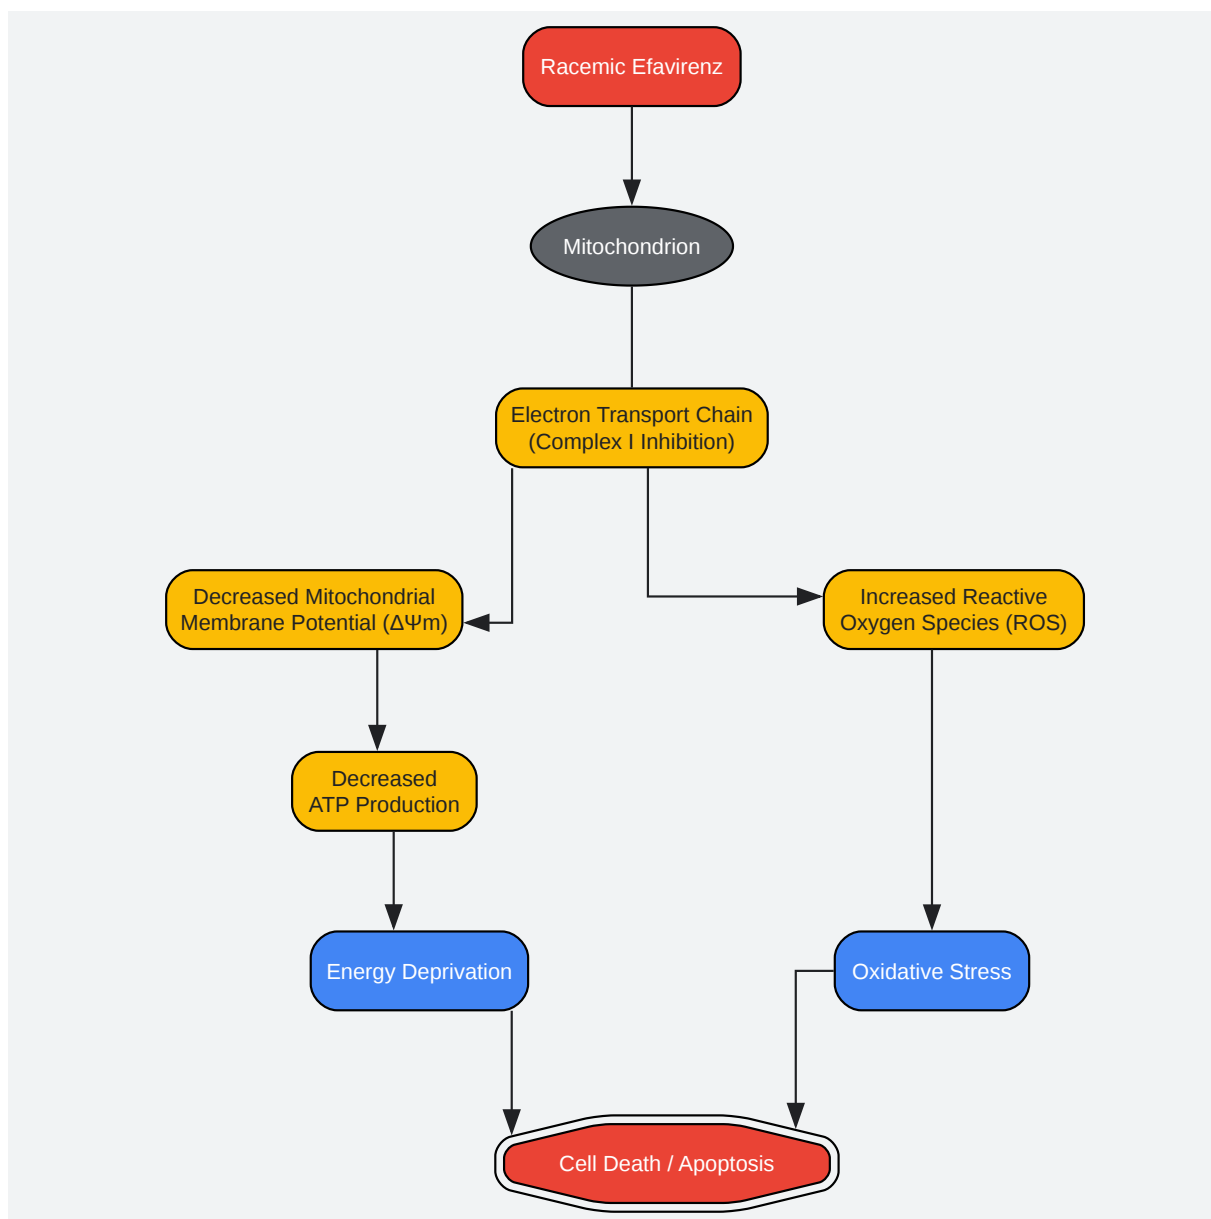 Racemic Efavirenz
Mitochondrion
Electron Transport Chain
(Complex I Inhibition)
Decreased Mitochondrial
Membrane Potential (ΔΨm)
Increased Reactive
Oxygen Species (ROS)
Decreased
ATP Production
Energy Deprivation
Oxidative Stress
Cell Death / Apoptosis